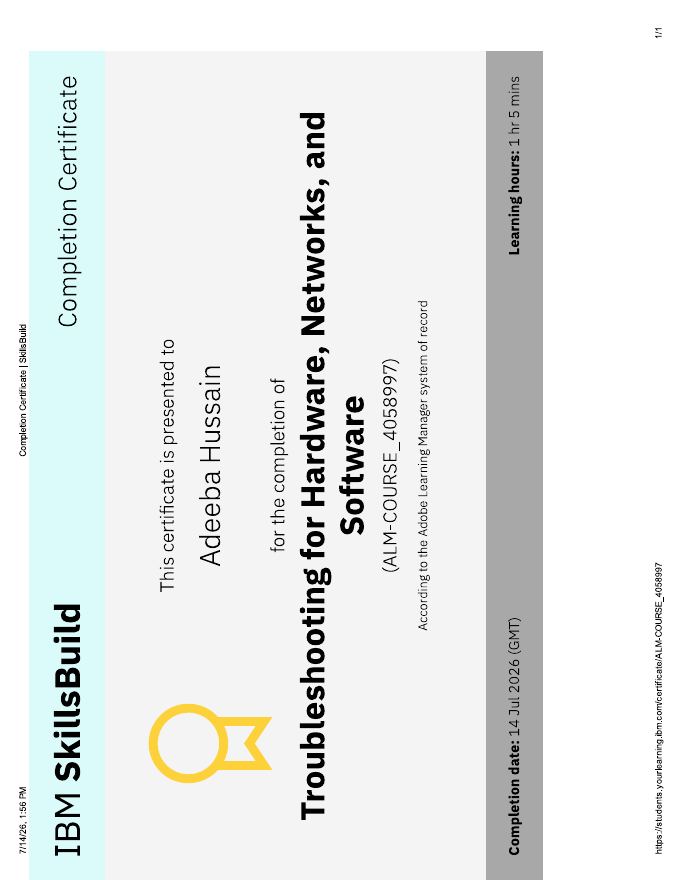 7/14/26, 1:56 PM
Completion Certificate | SkillsBuild
IBM SkillsBuild
Completion Certificate
This certificate is presented to
Adeeba Hussain
for the completion of
Troubleshooting for Hardware, Networks, and
Software
(ALM-COURSE_4058997)
According to the Adobe Learning Manager system of record
Completion date: 14 Jul 2026 (GMT)
Learning hours: 1 hr 5 mins
https://students.yourlearning.ibm.com/certificate/ALM-COURSE_4058997
1/1